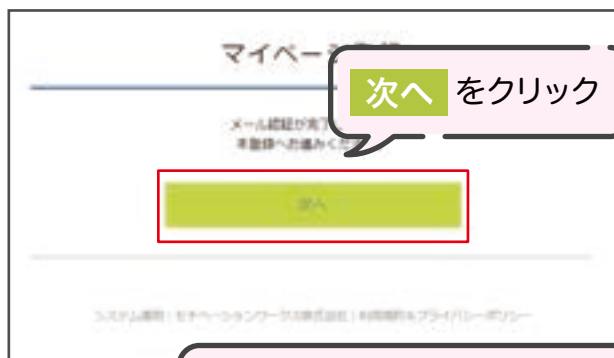 マイページ
次へ をクリック
メール認証が完了
本登録へお進みくだ
次へ
システム運用｜モチベーションワークス株式会社｜利用規約&プライバシーポリシー